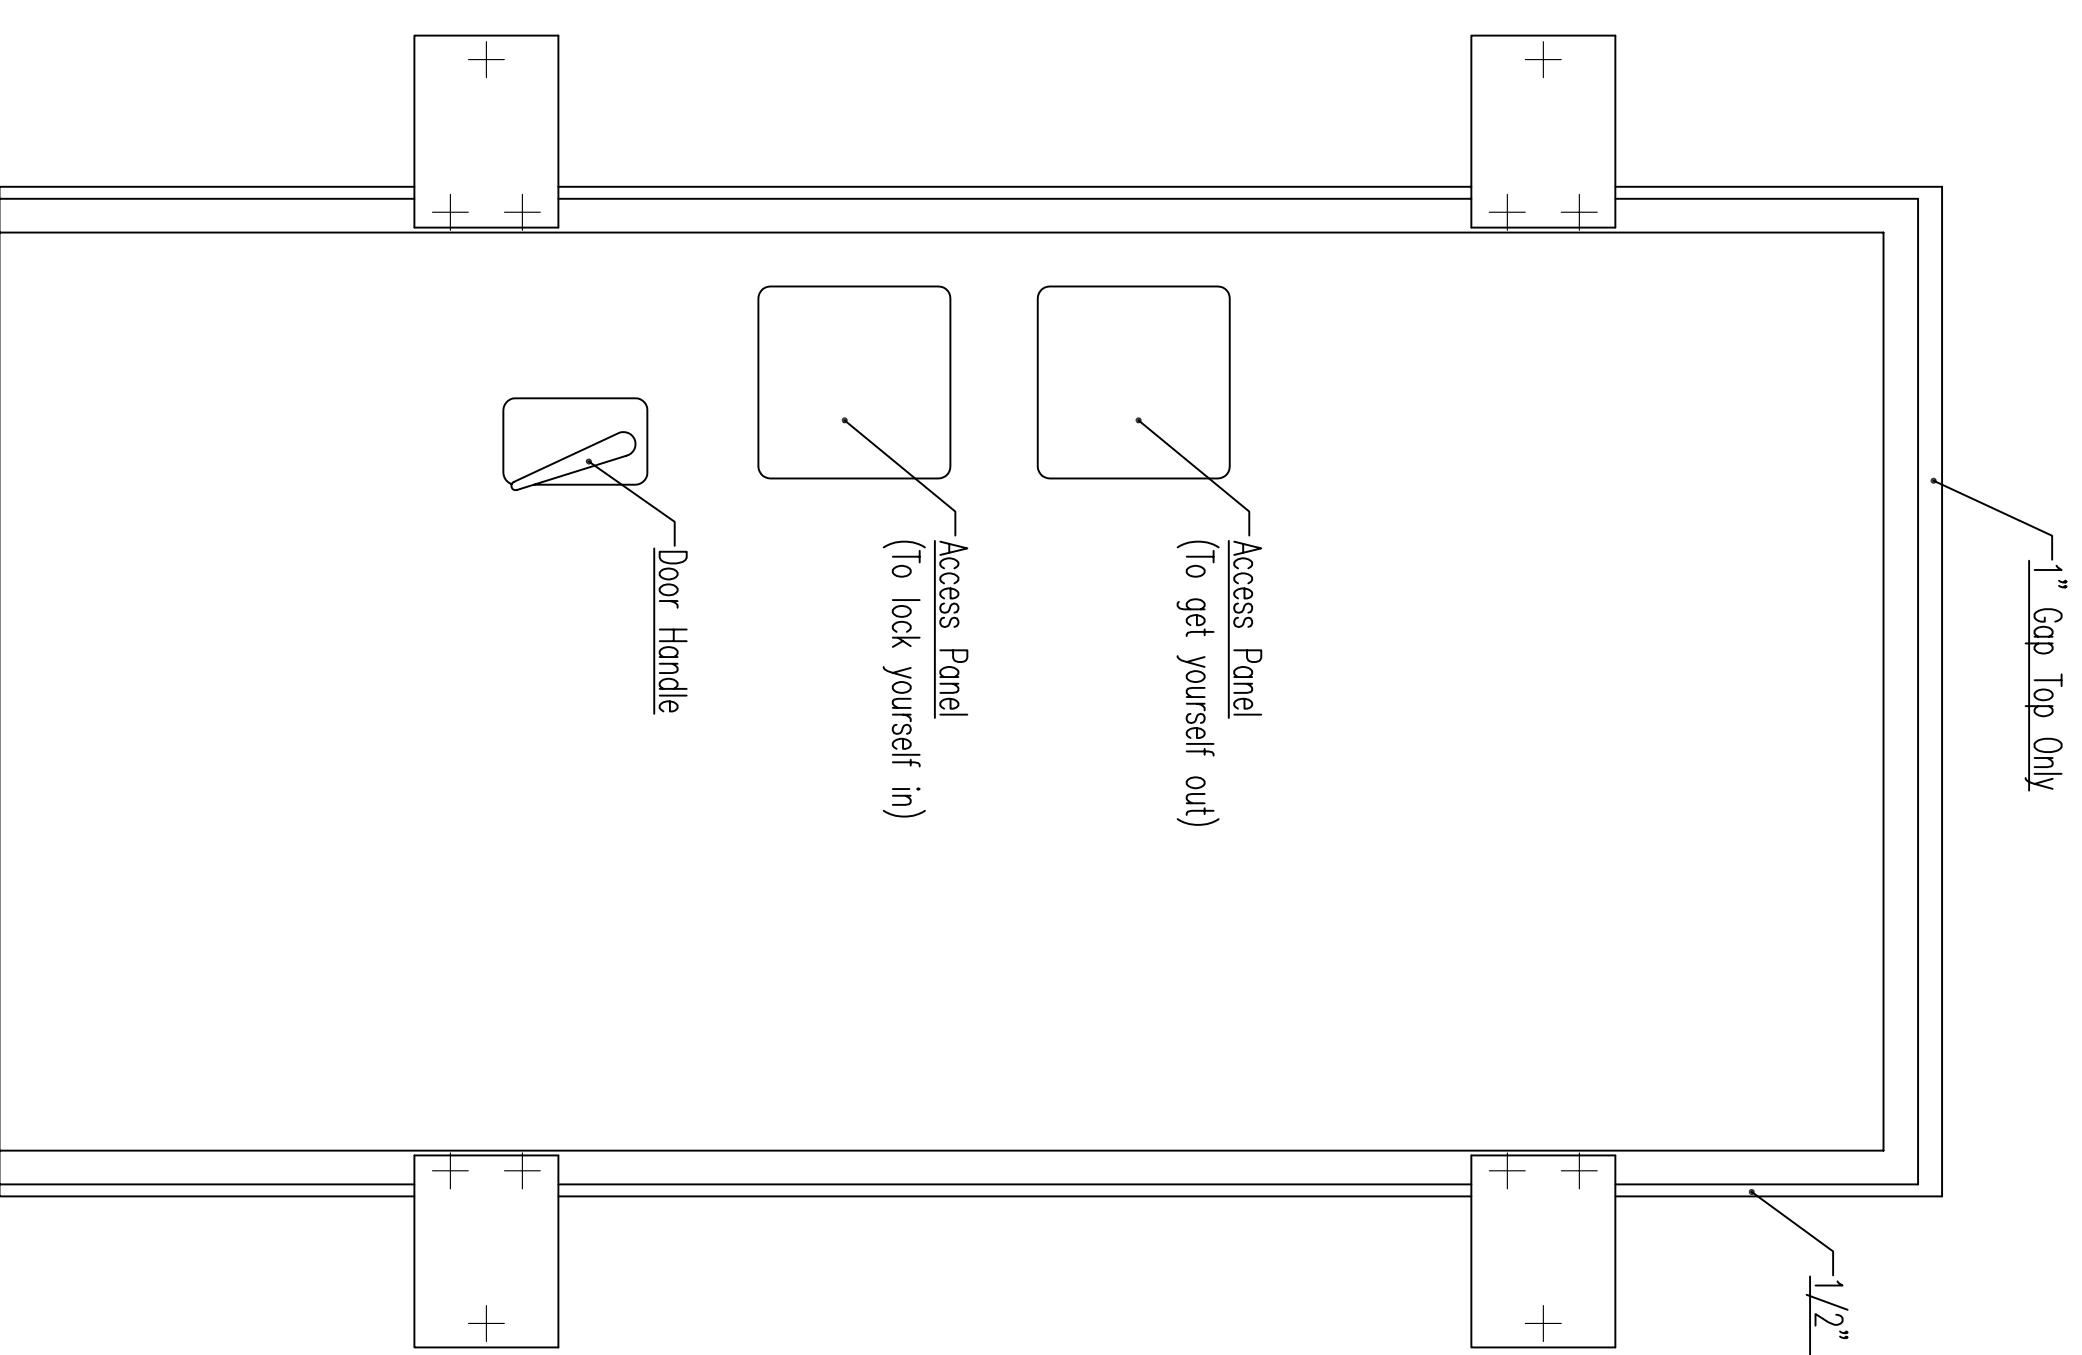 1” Gap Top Only
Access Panel
(To get yourself out)
Access Panel
(To lock yourself in)
Door Handle
1/2”